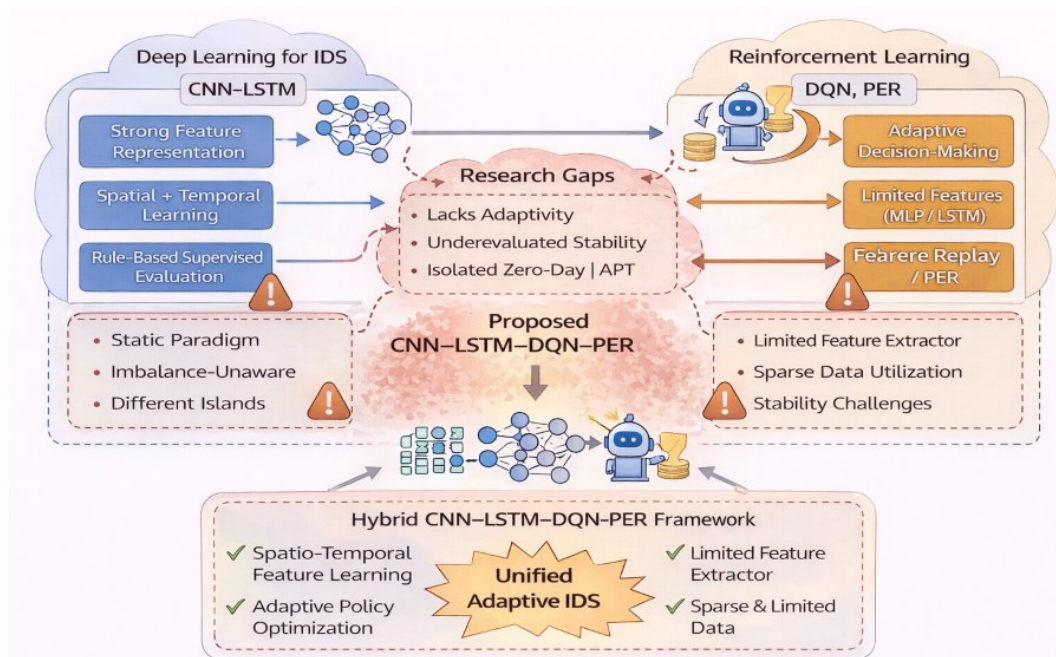 Deep Learning for IDS
CNN–LSTM
Strong Feature
Representation
Spatial + Temporal
Learning
Rule-Based Supervised
Evaluation
Reinforcement Learning
DQN, PER
Adaptive
Decision-Making
Limited Features
(MLP / LSTM)
Fearere Replay
/ PER
Research Gaps
• Lacks Adaptivity
• Underevaluated Stability
• Isolated Zero-Day | APT
• Static Paradigm
• Imbalance-Unaware
• Different Islands
Proposed
CNN–LSTM–DQN–PER
• Limited Feature Extractor
• Sparse Data Utilization
• Stability Challenges
Hybrid CNN–LSTM–DQN-PER Framework
✓ Spatio-Temporal
Feature Learning
✓ Adaptive Policy
Optimization
Unified
Adaptive IDS
✓ Limited Feature
Extractor
✓ Sparse & Limited
Data